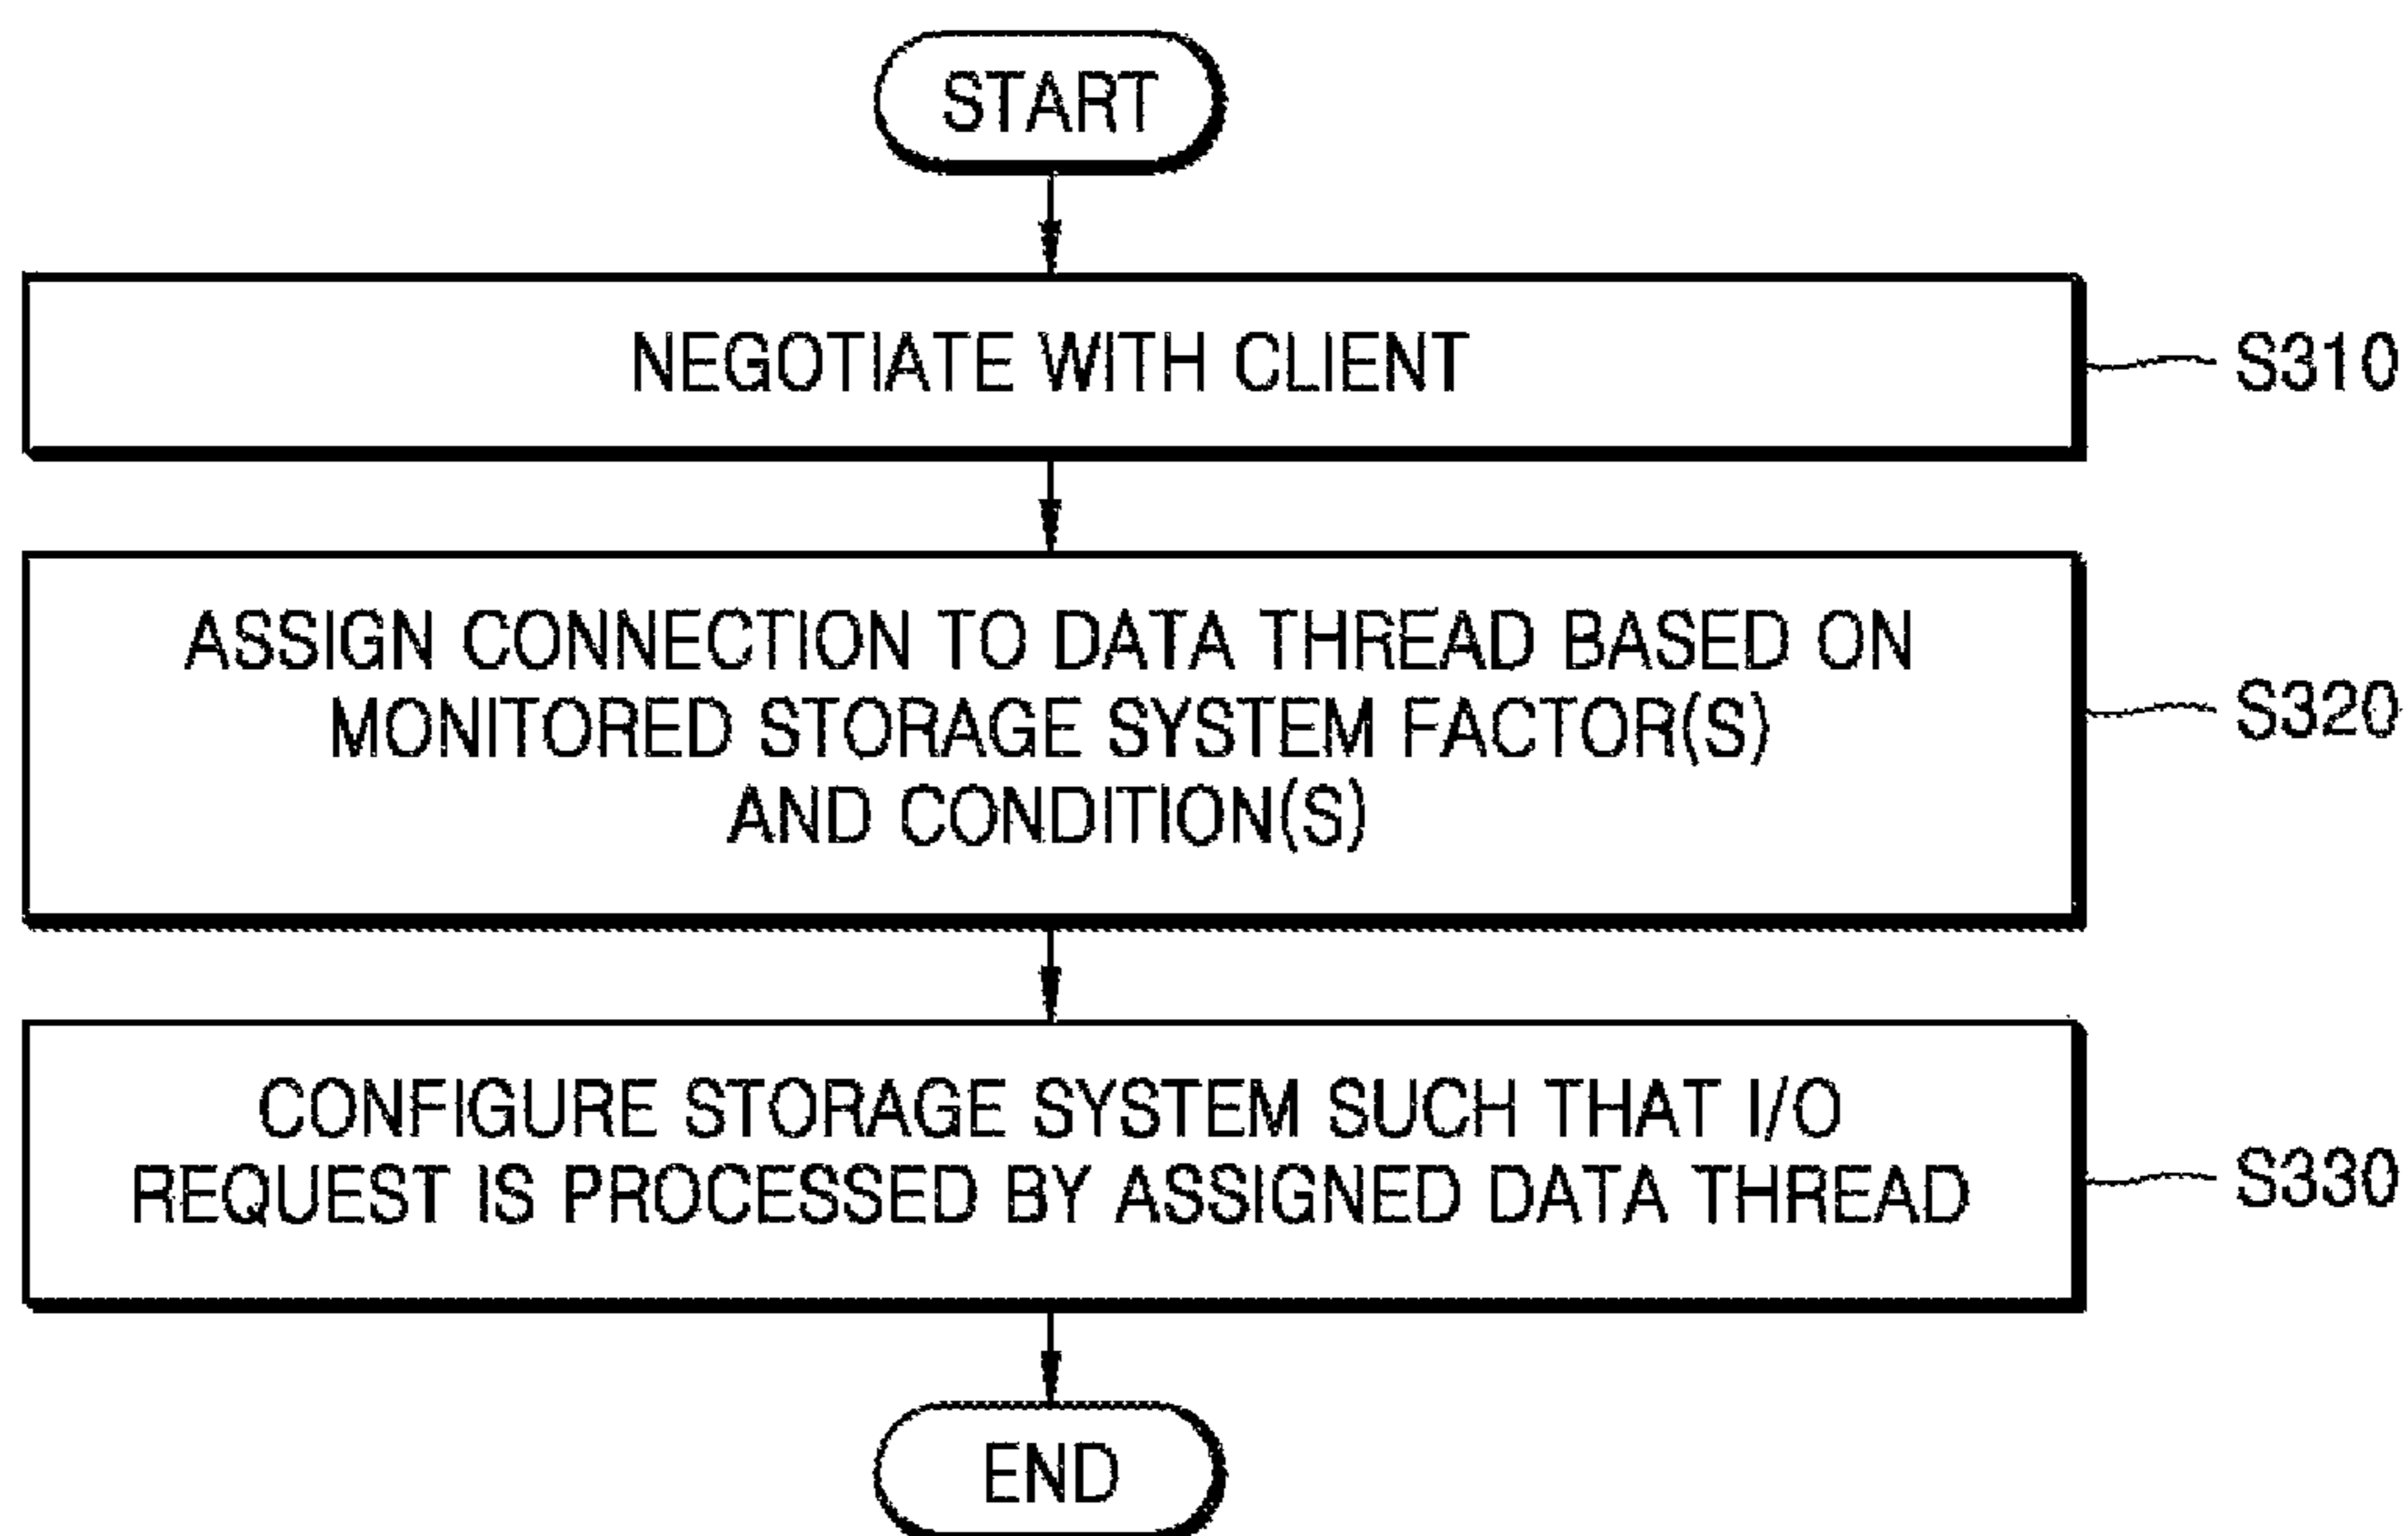 START
NEGOTIATE WITH CLIENT
S310
ASSIGN CONNECTION TO DATA THREAD BASED ON
MONITORED STORAGE SYSTEM FACTOR(S)
AND CONDITION(S)
S320
CONFIGURE STORAGE SYSTEM SUCH THAT I/O
REQUEST IS PROCESSED BY ASSIGNED DATA THREAD
S330
END